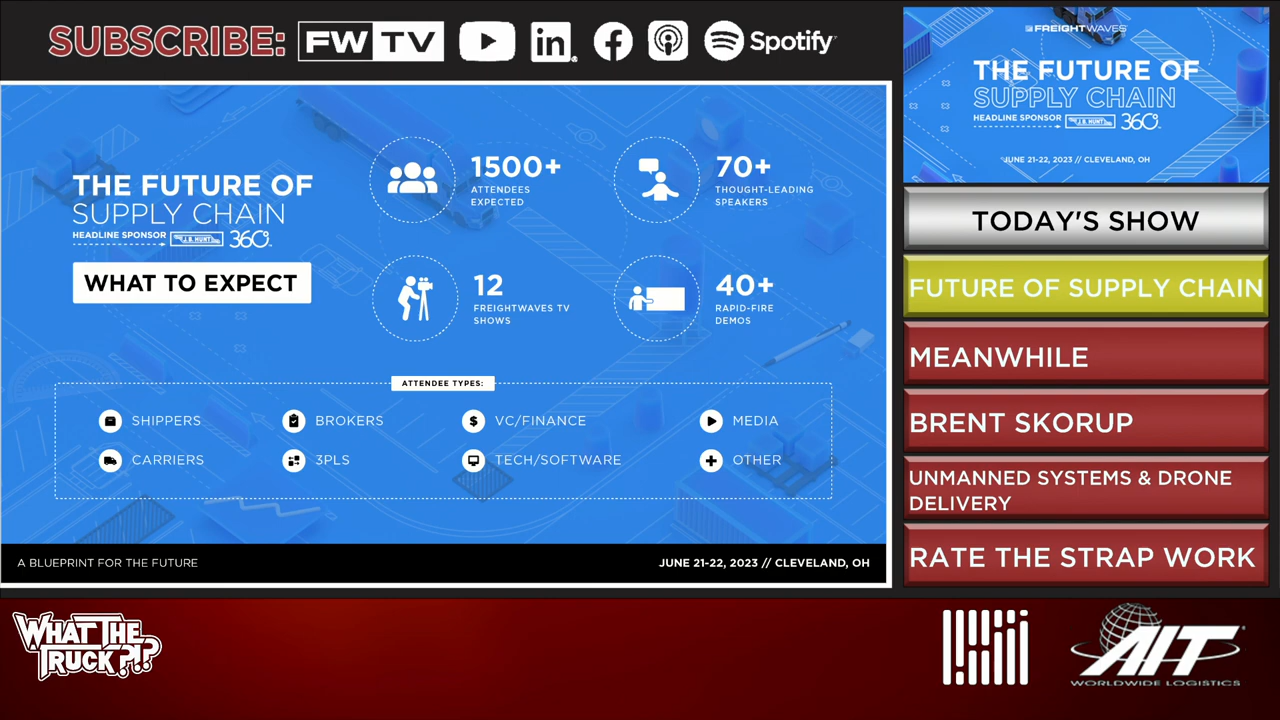 SUBSCRIBE: FW TV in Spotify
FREIGHTWAVES
THE FUTURE OF
SUPPLY CHAIN
HEADLINE SPONSOR J.B. HUNT 360°
JUNE 21-22, 2023 // CLEVELAND, OH
THE FUTURE OF
SUPPLY CHAIN
HEADLINE SPONSOR J.B. HUNT 360°
WHAT TO EXPECT
1500+
ATTENDEES
EXPECTED
70+
THOUGHT-LEADING
SPEAKERS
12
FREIGHTWAVES TV
SHOWS
40+
RAPID-FIRE
DEMOS
ATTENDEE TYPES:
SHIPPERS
BROKERS
$ VC/FINANCE
MEDIA
CARRIERS
3PLS
TECH/SOFTWARE
OTHER
A BLUEPRINT FOR THE FUTURE
JUNE 21-22, 2023 // CLEVELAND, OH
TODAY'S SHOW
FUTURE OF SUPPLY CHAIN
MEANWHILE
BRENT SKORUP
UNMANNED SYSTEMS & DRONE
DELIVERY
RATE THE STRAP WORK
WHAT THE
TRUCK?!?
AIT
WORLDWIDE LOGISTICS